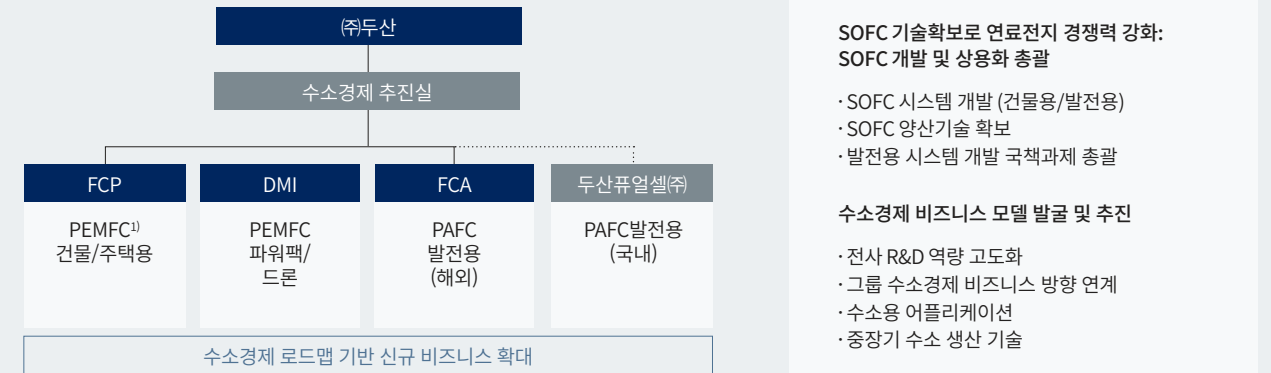 ㈜두산
수소경제 추진실
FCP
PEMFC1)
건물/주택용
DMI
PEMFC
파워팩/
드론
FCA
PAFC
발전용
(해외)
두산퓨얼셀㈜
PAFC발전용
(국내)
수소경제 로드맵 기반 신규 비즈니스 확대
SOFC 기술확보로 연료전지 경쟁력 강화:
SOFC 개발 및 상용화 총괄
· SOFC 시스템 개발 (건물용/발전용)
· SOFC 양산기술 확보
· 발전용 시스템 개발 국책과제 총괄
수소경제 비즈니스 모델 발굴 및 추진
· 전사 R&D 역량 고도화
· 그룹 수소경제 비즈니스 방향 연계
· 수소용 어플리케이션
· 중장기 수소 생산 기술